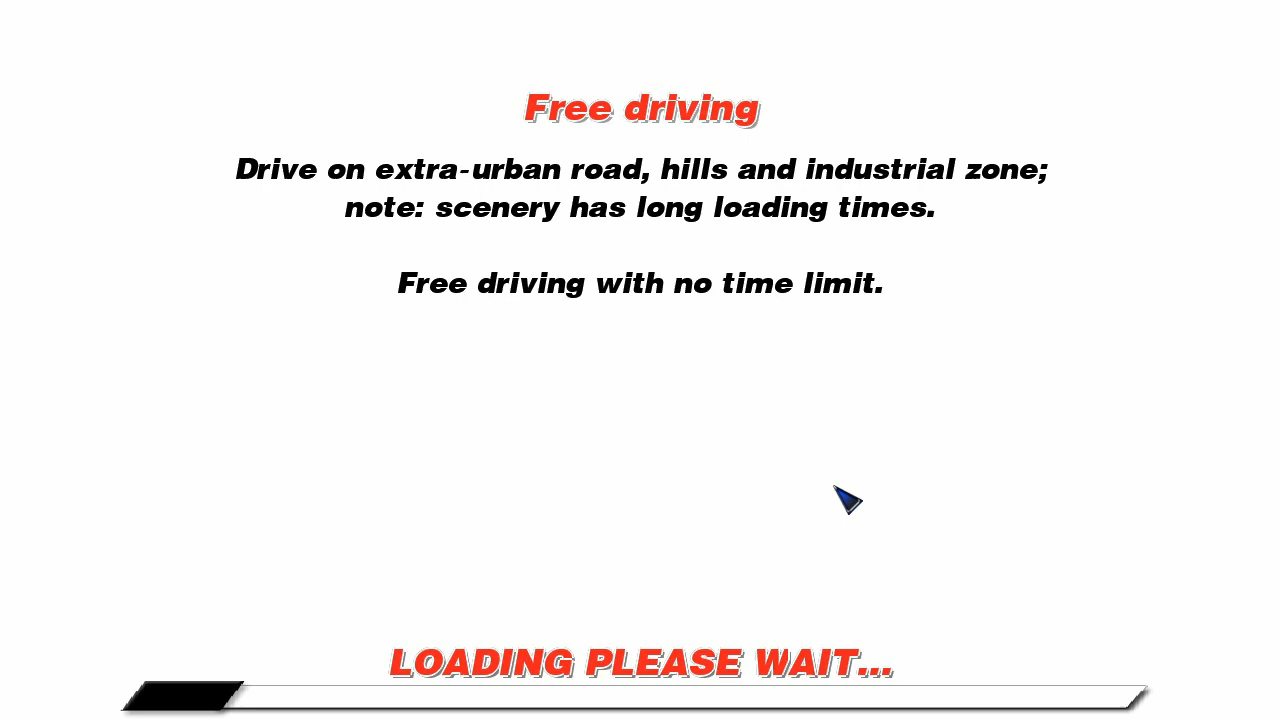 Free driving
Drive on extra-urban road, hills and industrial zone;
note: scenery has long loading times.
Free driving with no time limit.
LOADING PLEASE WAIT...